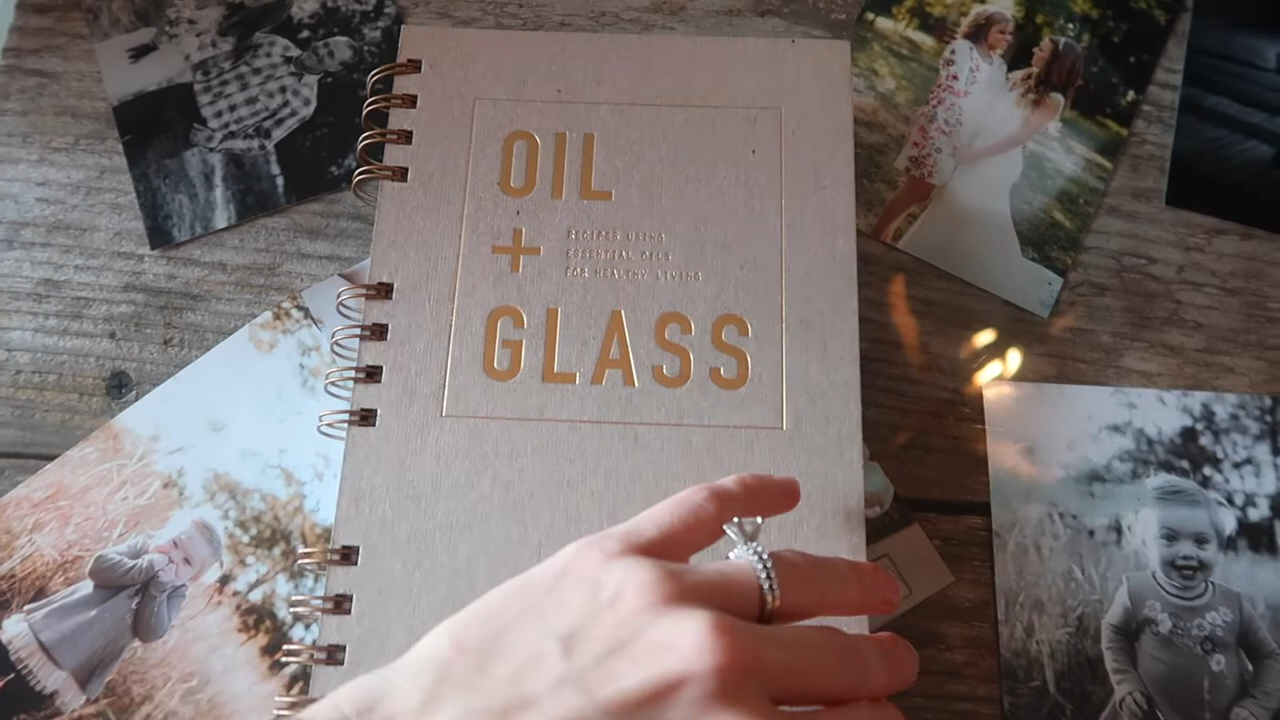 OIL
+
RECIPES USING
ESSENTIAL OILS
FOR HEALTHY LIVING
GLASS